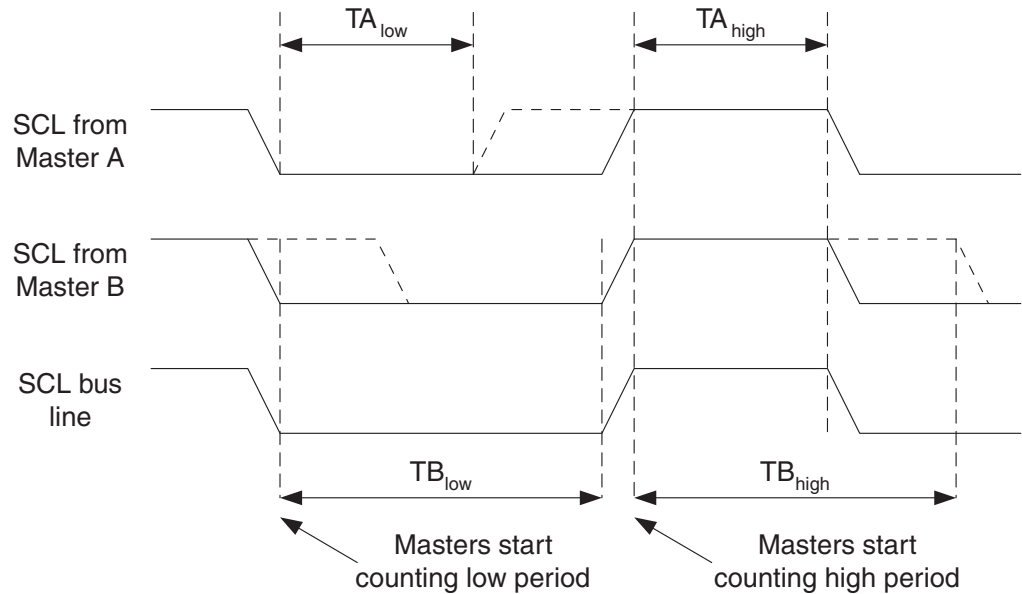 TA low
TA high
SCL from
Master A
SCL from
Master B
SCL bus
line
TB low
TB high
Masters start
counting low period
Masters start
counting high period